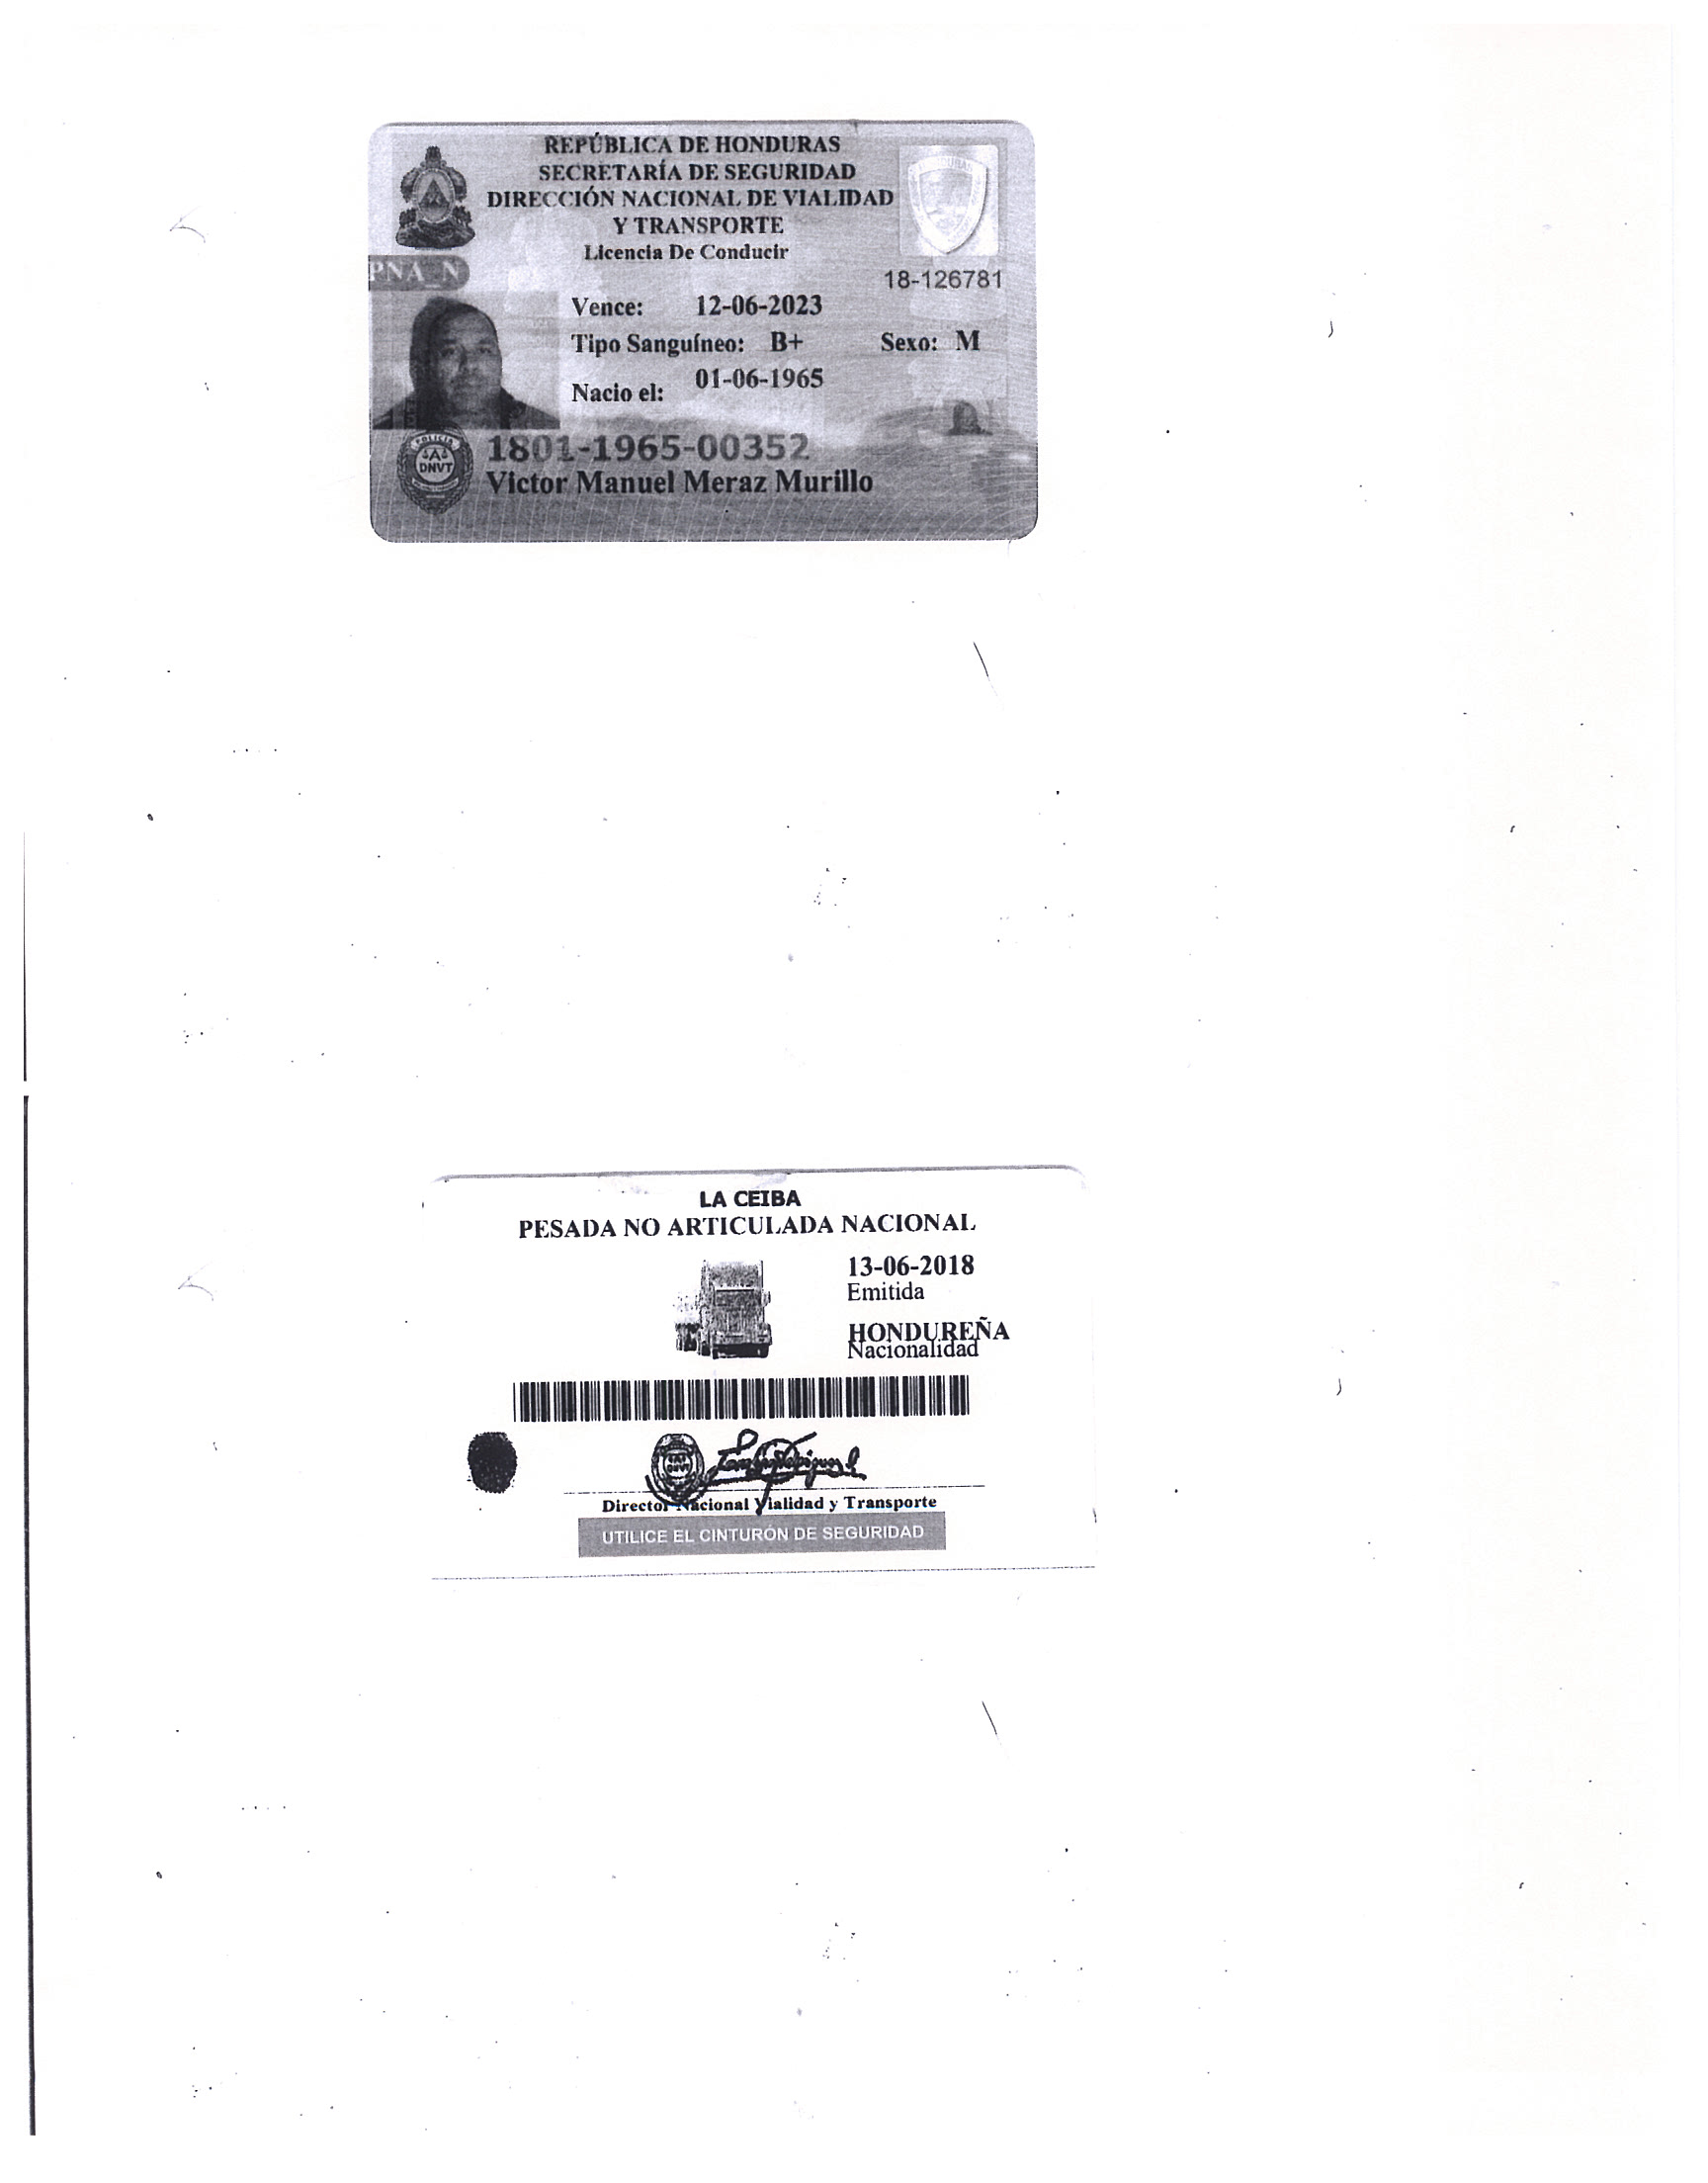 REPÚBLICA DE HONDURAS
SECRETARÍA DE SEGURIDAD
DIRECCIÓN NACIONAL DE VIALIDAD
Y TRANSPORTE
Licencia De Conducir
PNA_N
18-126781
Vence: 12-06-2023
Tipo Sanguíneo: B+ Sexo: M
Nacio el: 01-06-1965
POLICIA
DNVT
1801-1965-00352
Victor Manuel Meraz Murillo
LA CEIBA
PESADA NO ARTICULADA NACIONAL
13-06-2018
Emitida
HONDUREÑA
Nacionalidad
DNVT
Director Nacional Vialidad y Transporte
UTILICE EL CINTURÓN DE SEGURIDAD